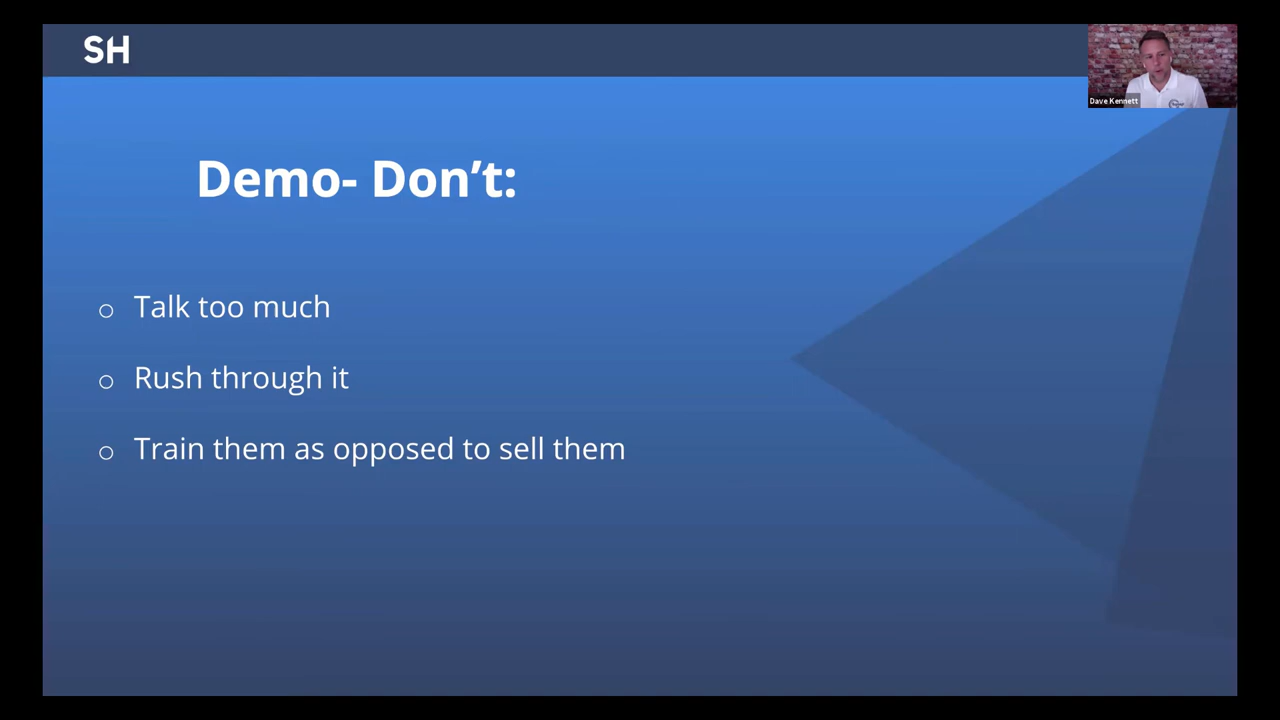 SH
Dave Kennett
Demo- Don’t:
Talk too much
Rush through it
Train them as opposed to sell them